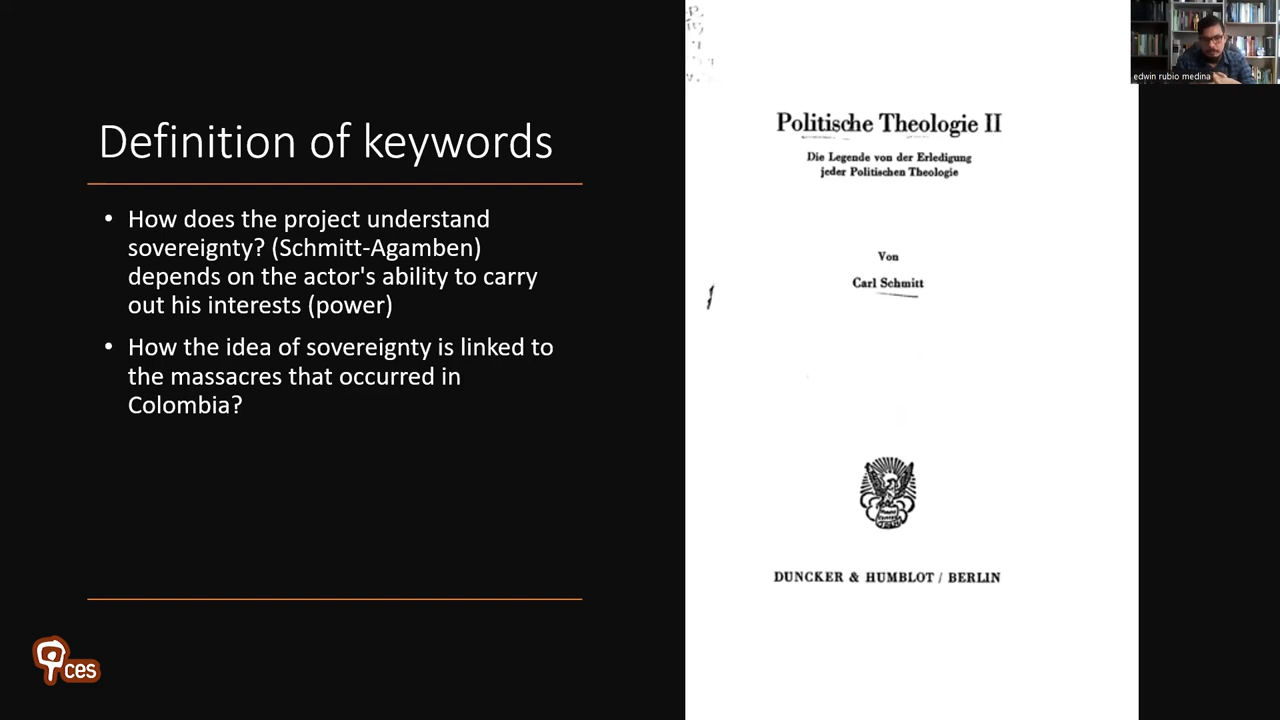 Definition of keywords
• How does the project understand
sovereignty? (Schmitt-Agamben)
depends on the actor's ability to carry
out his interests (power)
• How the idea of sovereignty is linked to
the massacres that occurred in
Colombia?
ces
Politische Theologie II
Die Legende von der Erledigung
jeder Politischen Theologie
Von
Carl Schmitt
DUNCKER & HUMBLOT / BERLIN
edwin rubio medina